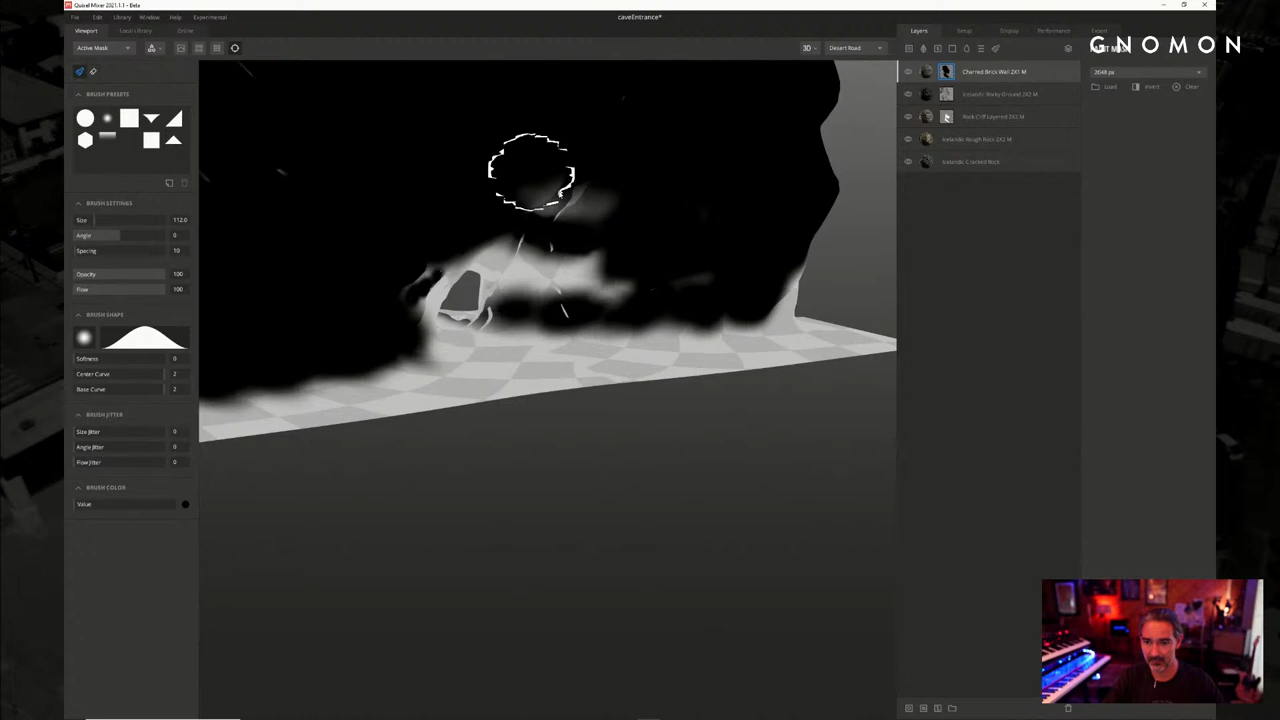 Quixel Mixer 2021.1.1 - Beta
File Edit Library Window Help Experimental
caveEntrance*
Viewport Local Library Online
Layers Setup Display Performance Export
GNOMON
Active Mask
3D
Desert Road
BRUSH PRESETS
BRUSH SETTINGS
Size 112.0
Angle 0
Spacing 10
Opacity 100
Flow 100
BRUSH SHAPE
Softness 0
Center Curve 2
Base Curve 2
BRUSH JITTER
Size Jitter 0
Angle Jitter 0
Flow Jitter 0
BRUSH COLOR
Value
Charred Brick Wall 2X1 M
Icelandic Rocky Ground 2X2 M
Rock Cliff Layered 2X2 M
Icelandic Rough Rock 2X2 M
Icelandic Cracked Rock
2048 px
Load Invert Clear